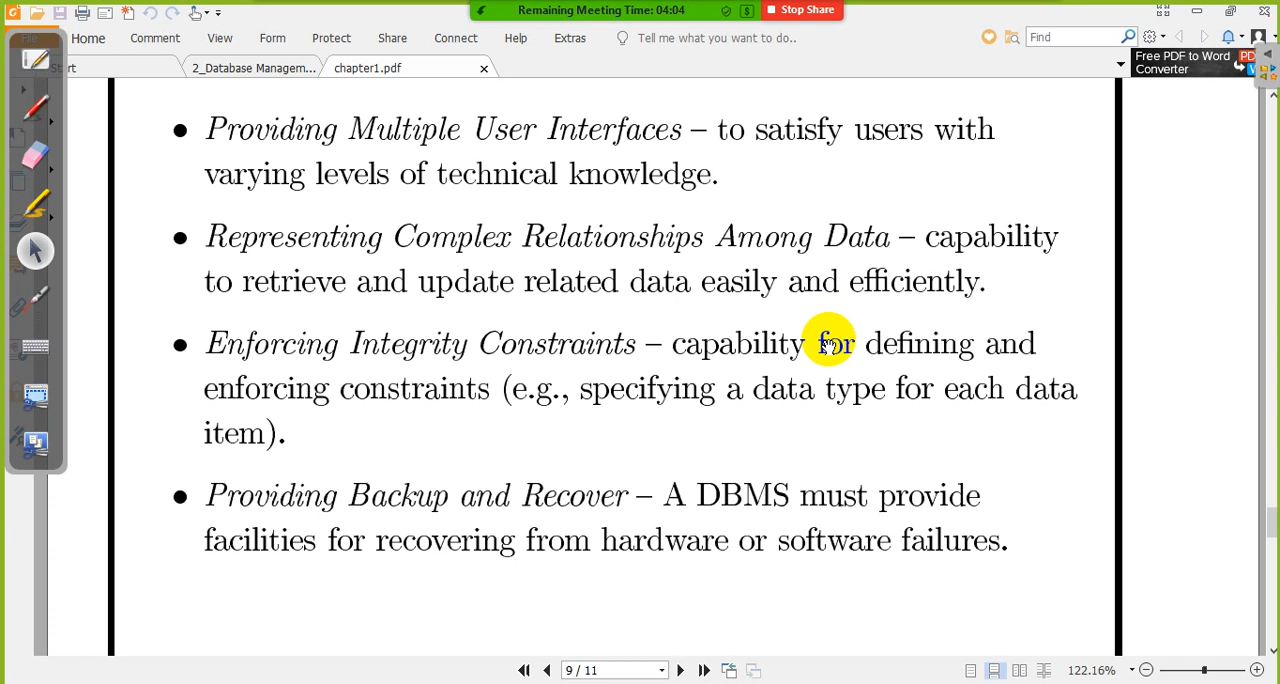 Remaining Meeting Time: 04:04
$
Stop Share
File
Home
Comment
View
Form
Protect
Share
Connect
Help
Extras
Tell me what you want to do..
Find
Start
2_Database Managem...
chapter1.pdf
Free PDF to Word
Converter
• Providing Multiple User Interfaces – to satisfy users with
varying levels of technical knowledge.
• Representing Complex Relationships Among Data – capability
to retrieve and update related data easily and efficiently.
• Enforcing Integrity Constraints – capability for defining and
enforcing constraints (e.g., specifying a data type for each data
item).
• Providing Backup and Recover – A DBMS must provide
facilities for recovering from hardware or software failures.
9 / 11
122.16%